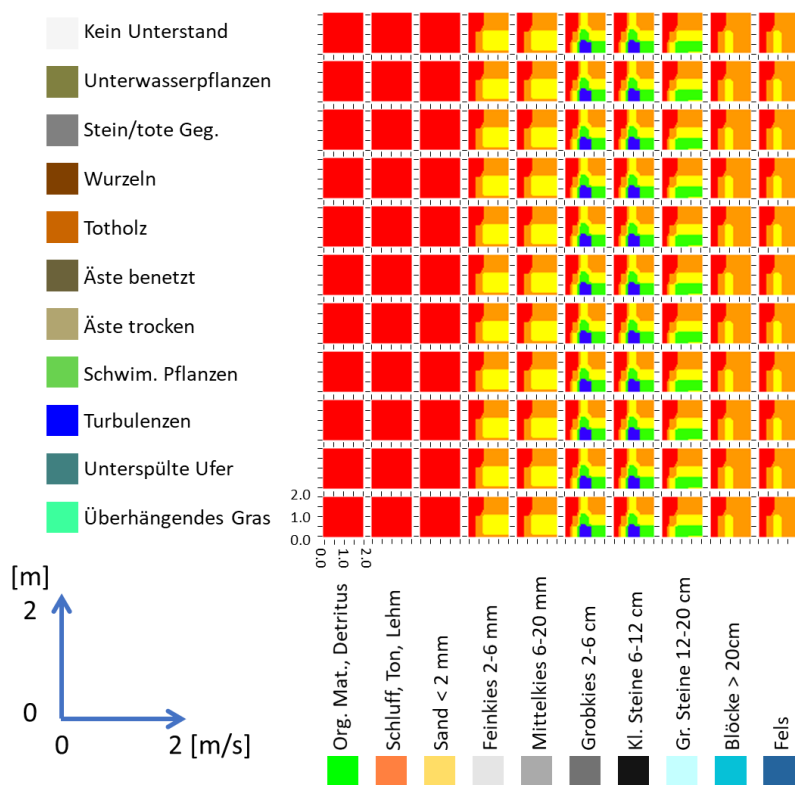 Kein Unterstand
Unterwasserpflanzen
Stein/tote Geg.
Wurzeln
Totholz
Äste benetzt
Äste trocken
Schwim. Pflanzen
Turbulenzen
Unterspülte Ufer
Überhängendes Gras
2.0
1.0
0.0
0.0
1.0
2.0
[m]
2
0
0
2 [m/s]
Org. Mat., Detritus
Schluff, Ton, Lehm
Sand < 2 mm
Feinkies 2-6 mm
Mittelkies 6-20 mm
Grobkies 2-6 cm
Kl. Steine 6-12 cm
Gr. Steine 12-20 cm
Blöcke > 20cm
Fels